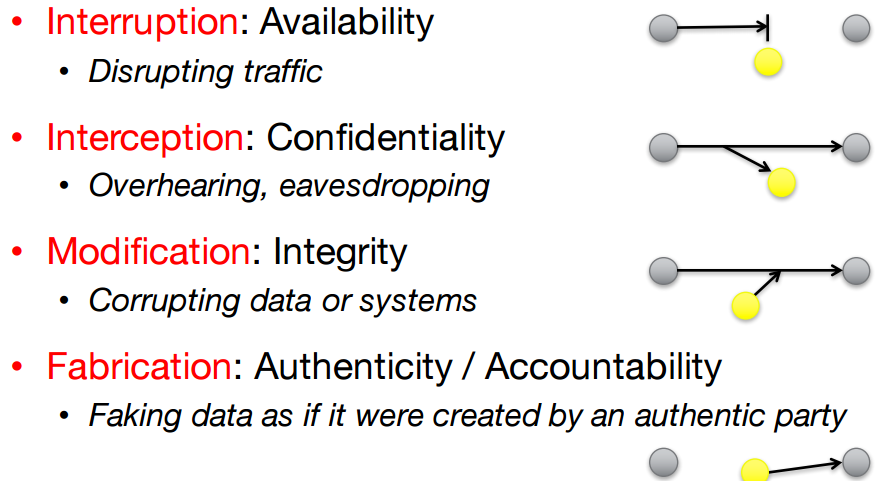 • Interruption: Availability
• Disrupting traffic
• Interception: Confidentiality
• Overhearing, eavesdropping
• Modification: Integrity
• Corrupting data or systems
• Fabrication: Authenticity / Accountability
• Faking data as if it were created by an authentic party